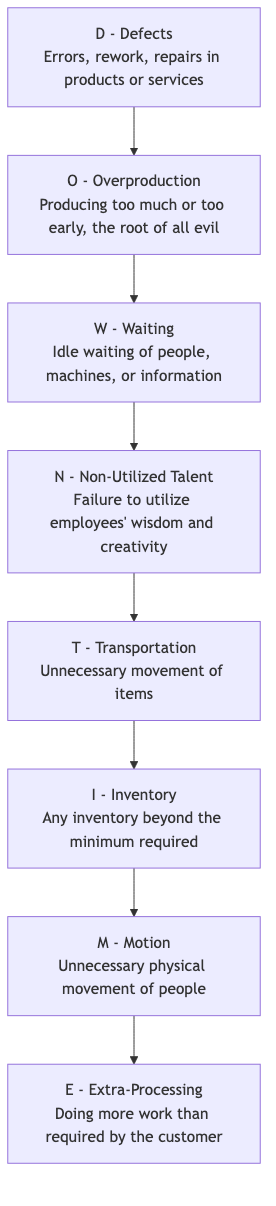 D - Defects
Errors, rework, repairs in
products or services
O - Overproduction
Producing too much or too
early, the root of all evil
W - Waiting
Idle waiting of people,
machines, or information
N - Non-Utilized Talent
Failure to utilize
employees' wisdom and
creativity
T - Transportation
Unnecessary movement of
items
I - Inventory
Any inventory beyond the
minimum required
M - Motion
Unnecessary physical
movement of people
E - Extra-Processing
Doing more work than
required by the customer